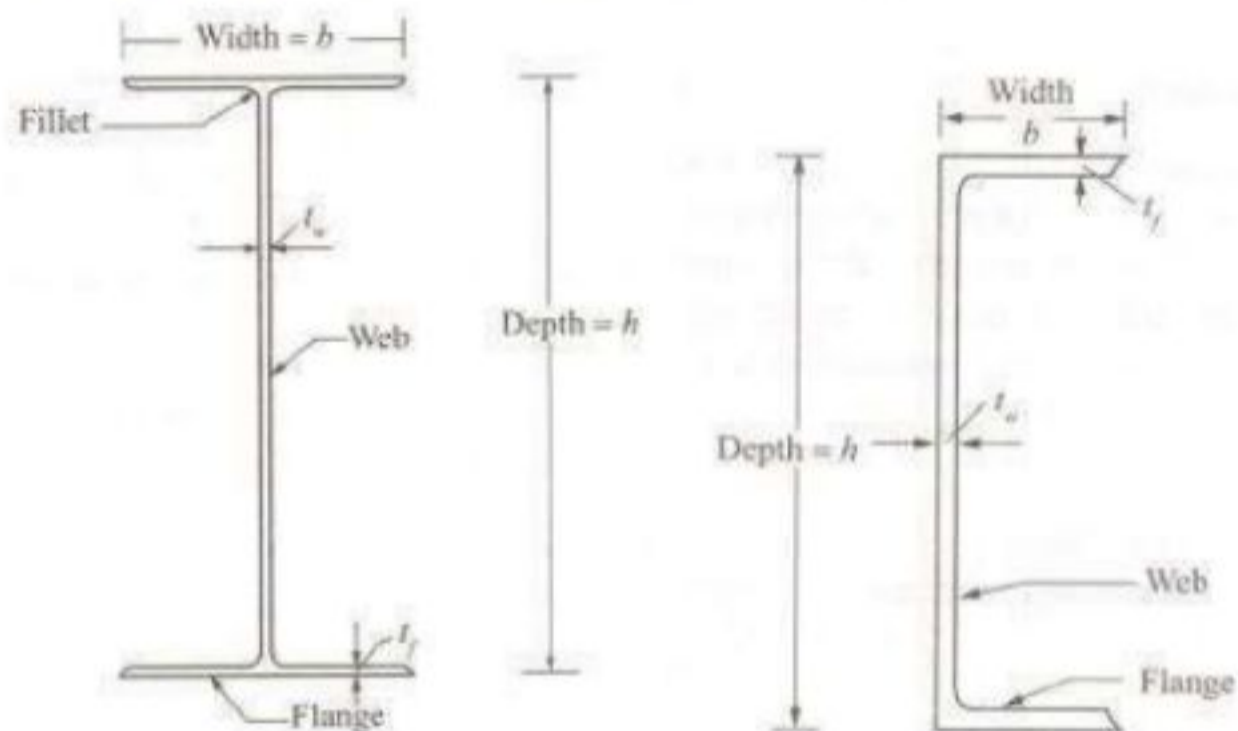 Width = b
Fillet
t_w
Web
Depth = h
t_f
Flange
Width
b
t_f
t_w
Depth = h
Web
Flange